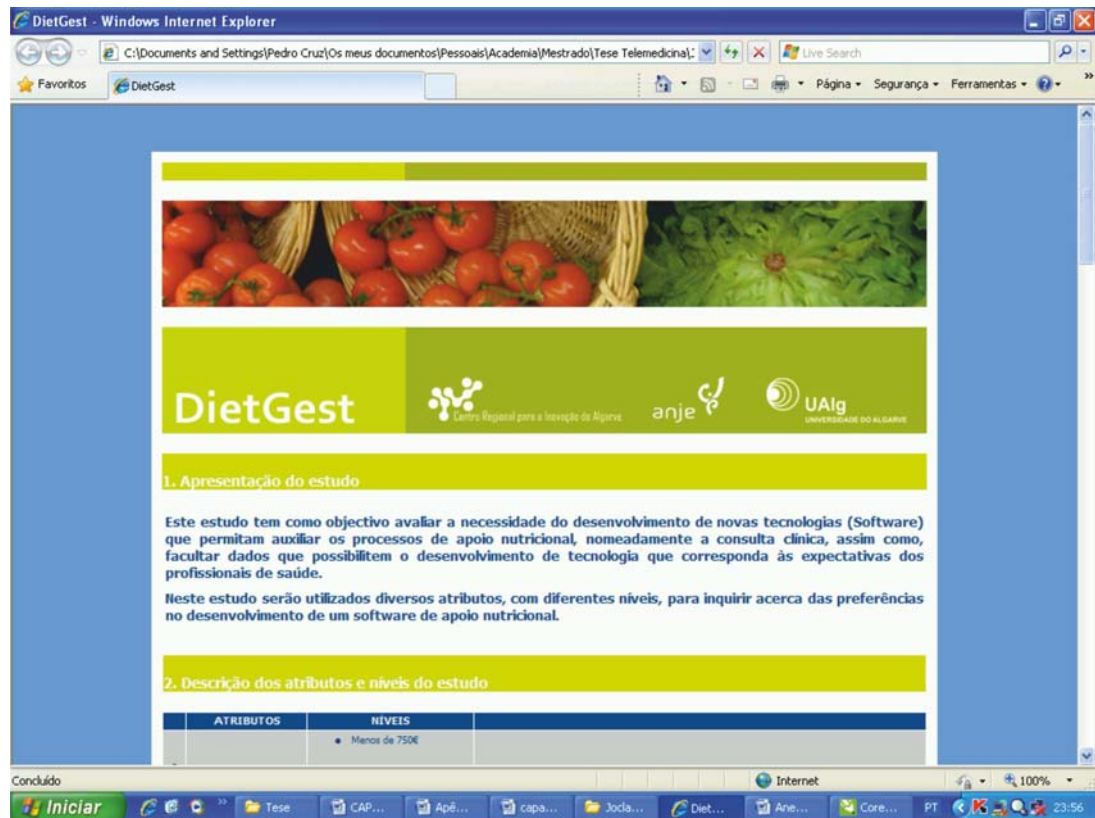 DietGest - Windows Internet Explorer
C:\Documents and Settings\Pedro Cruz\Os meus documentos\Pessoais\Academia\Mestrado\Tese Telemedicina\
Live Search
Favoritos
DietGest
Página
Segurança
Ferramentas
DietGest
Centro Regional para a Inovação do Algarve
anje
UAlg
UNIVERSIDADE DO ALGARVE
1. Apresentação do estudo
Este estudo tem como objectivo avaliar a necessidade do desenvolvimento de novas tecnologias (Software)
que permitam auxiliar os processos de apoio nutricional, nomeadamente a consulta clínica, assim como,
facultar dados que possibilitem o desenvolvimento de tecnologia que corresponda às expectativas dos
profissionais de saúde.
Neste estudo serão utilizados diversos atributos, com diferentes níveis, para inquirir acerca das preferências
no desenvolvimento de um software de apoio nutricional.
2. Descrição dos atributos e níveis do estudo
ATRIBUTOS
NÍVEIS
• Menos de 750€
Concluído
Internet
100%
Iniciar
Tese
CAP...
Apê...
capa...
Jocla...
Diet...
Ane...
Core...
PT
23:56